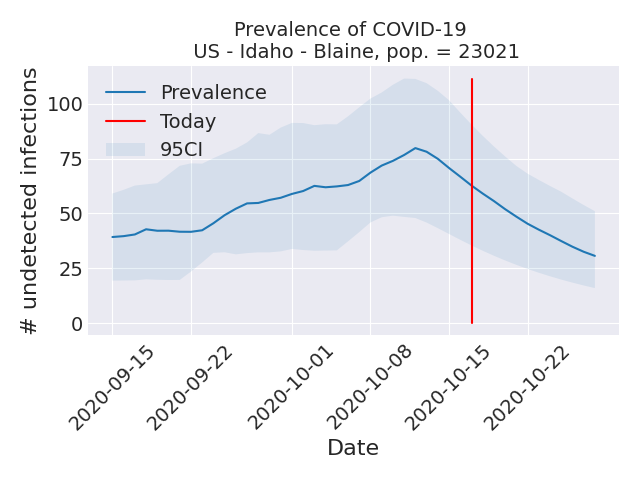 Prevalence of COVID-19
US - Idaho - Blaine, pop. = 23021
# undetected infections
100
75
50
25
0
Prevalence
Today
95CI
2020-09-15
2020-09-22
2020-10-01
2020-10-08
2020-10-15
2020-10-22
Date